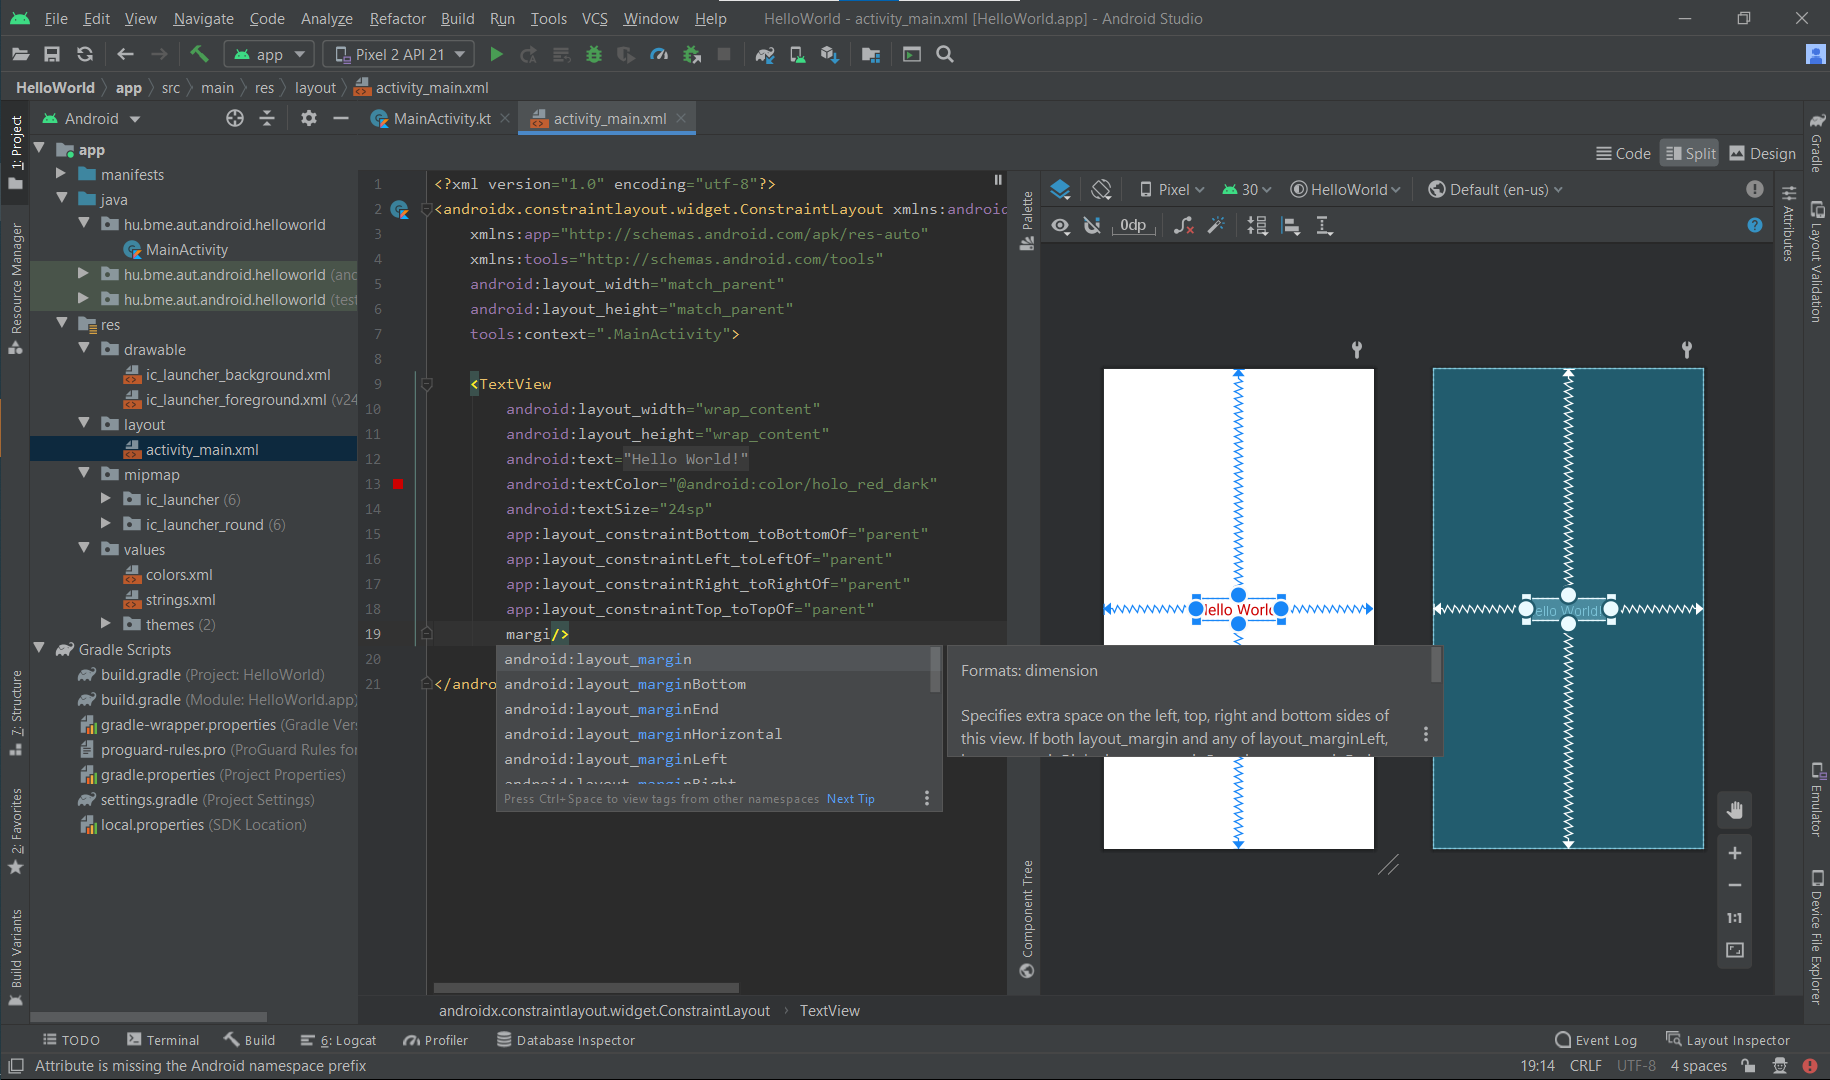 File Edit View Navigate Code Analyze Refactor Build Run Tools VCS Window Help HelloWorld - activity_main.xml [HelloWorld.app] - Android Studio
app Pixel 2 API 21
HelloWorld app src main res layout activity_main.xml
Android MainActivity.kt activity_main.xml
Code Split Design
1: Project
Resource Manager
7: Structure
2: Favorites
Build Variants
app
manifests
java
hu.bme.aut.android.helloworld
MainActivity
hu.bme.aut.android.helloworld (and
hu.bme.aut.android.helloworld (test
res
drawable
ic_launcher_background.xml
ic_launcher_foreground.xml (v24
layout
activity_main.xml
mipmap
ic_launcher (6)
ic_launcher_round (6)
values
colors.xml
strings.xml
themes (2)
Gradle Scripts
build.gradle (Project: HelloWorld)
build.gradle (Module: HelloWorld.app)
gradle-wrapper.properties (Gradle Vers
proguard-rules.pro (ProGuard Rules for
gradle.properties (Project Properties)
settings.gradle (Project Settings)
local.properties (SDK Location)
1 <?xml version="1.0" encoding="utf-8"?>
2 <androidx.constraintlayout.widget.ConstraintLayout xmlns:android
3 xmlns:app="http://schemas.android.com/apk/res-auto"
4 xmlns:tools="http://schemas.android.com/tools"
5 android:layout_width="match_parent"
6 android:layout_height="match_parent"
7 tools:context=".MainActivity">
8
9 <TextView
10 android:layout_width="wrap_content"
11 android:layout_height="wrap_content"
12 android:text="Hello World!"
13 android:textColor="@android:color/holo_red_dark"
14 android:textSize="24sp"
15 app:layout_constraintBottom_toBottomOf="parent"
16 app:layout_constraintLeft_toLeftOf="parent"
17 app:layout_constraintRight_toRightOf="parent"
18 app:layout_constraintTop_toTopOf="parent"
19 margi/>
20
21 </andro
android:layout_margin
android:layout_marginBottom
android:layout_marginEnd
android:layout_marginHorizontal
android:layout_marginLeft
android:layout_marginRight
Press Ctrl+Space to view tags from other namespaces Next Tip
Formats: dimension
Specifies extra space on the left, top, right and bottom sides of
this view. If both layout_margin and any of layout_marginLeft,
Palette
Component Tree
Pixel 30 HelloWorld Default (en-us)
0dp
ello World
ello World!
1:1
Attributes
Gradle
Layout Validation
Emulator
Device File Explorer
androidx.constraintlayout.widget.ConstraintLayout › TextView
TODO Terminal Build 6: Logcat Profiler Database Inspector Event Log Layout Inspector
Attribute is missing the Android namespace prefix 19:14 CRLF UTF-8 4 spaces